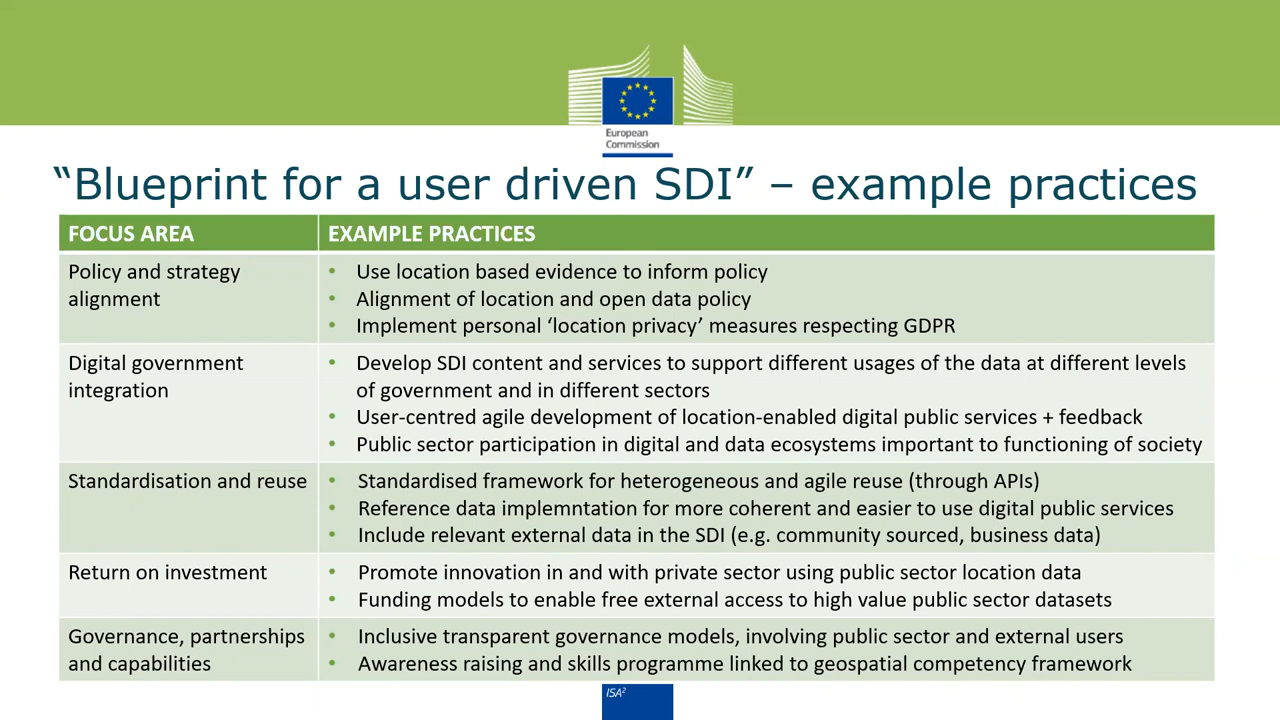 European
Commission
“Blueprint for a user driven SDI” – example practices
FOCUS AREA
EXAMPLE PRACTICES
Policy and strategy
alignment
• Use location based evidence to inform policy
• Alignment of location and open data policy
• Implement personal ‘location privacy’ measures respecting GDPR
Digital government
integration
• Develop SDI content and services to support different usages of the data at different levels
of government and in different sectors
• User-centred agile development of location-enabled digital public services + feedback
• Public sector participation in digital and data ecosystems important to functioning of society
Standardisation and reuse
• Standardised framework for heterogeneous and agile reuse (through APIs)
• Reference data implemntation for more coherent and easier to use digital public services
• Include relevant external data in the SDI (e.g. community sourced, business data)
Return on investment
• Promote innovation in and with private sector using public sector location data
• Funding models to enable free external access to high value public sector datasets
Governance, partnerships
and capabilities
• Inclusive transparent governance models, involving public sector and external users
• Awareness raising and skills programme linked to geospatial competency framework
ISA²